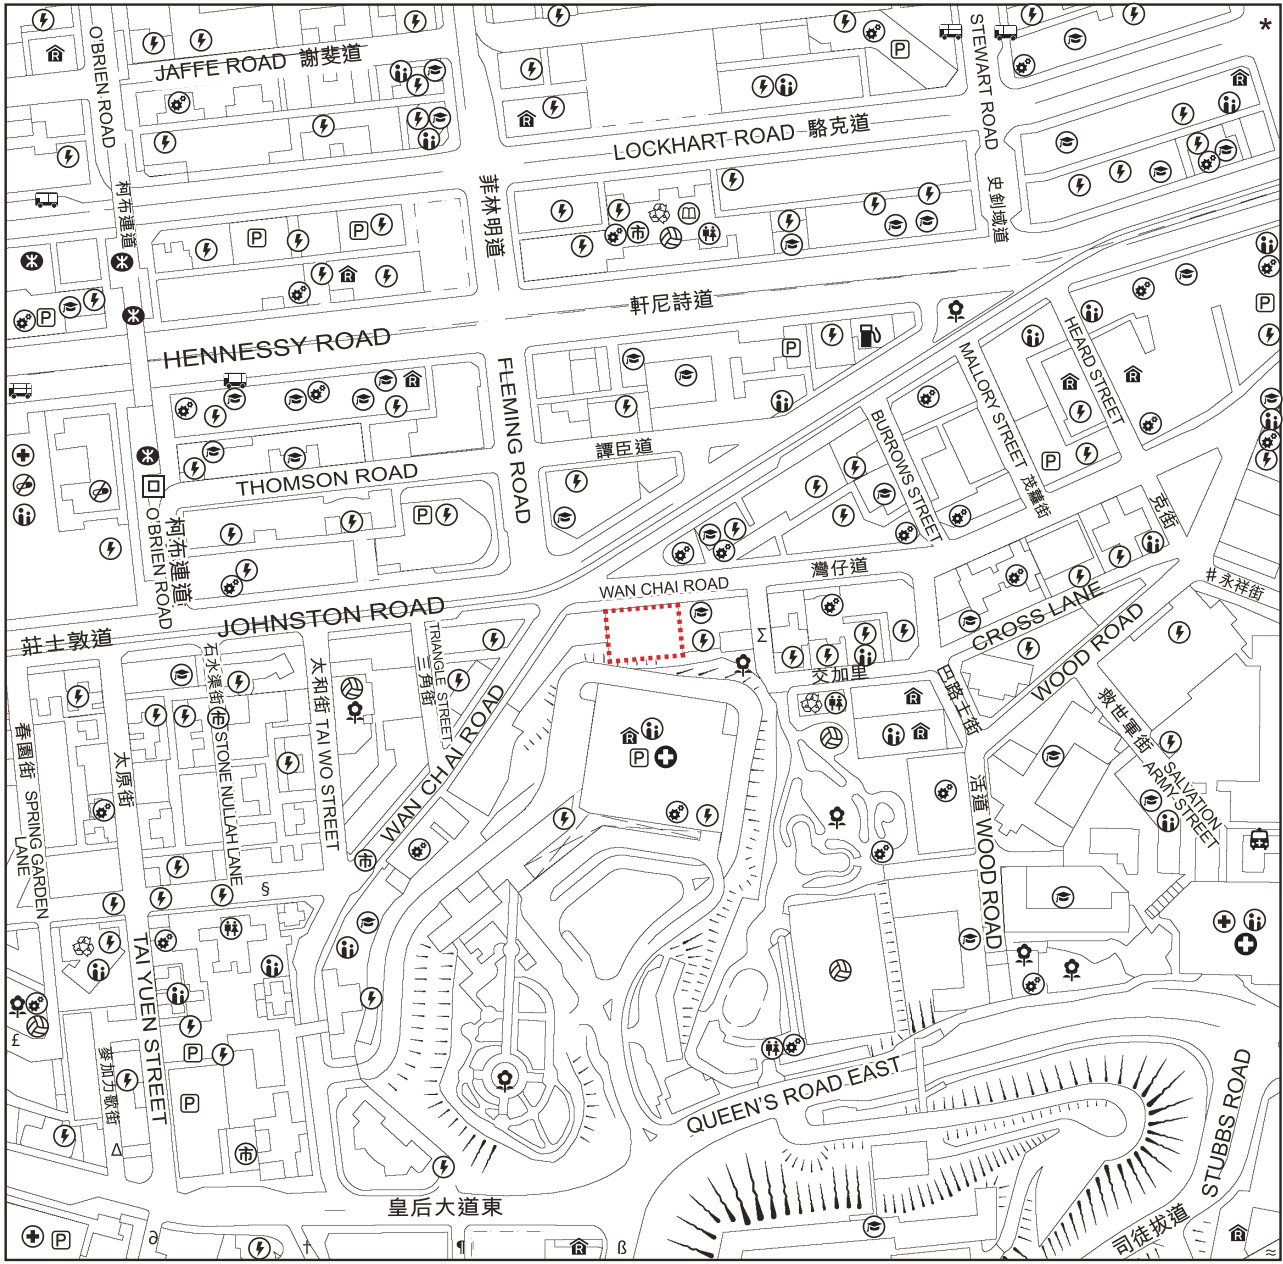 O'BRIEN ROAD
JAFFE ROAD 謝斐道
STEWART ROAD
*
LOCKHART ROAD 駱克道
柯布連道
菲林明道
史釗域道
軒尼詩道
HENNESSY ROAD
FLEMING ROAD
MALLORY STREET 茂蘿街
HEARD STREET
BURROWS STREET
克街
譚臣道
THOMSON ROAD
O'BRIEN ROAD
柯布連道
灣仔道
WAN CHAI ROAD
# 永祥街
JOHNSTON ROAD
莊士敦道
CROSS LANE
WOOD ROAD
Σ
交加里
巴路士街
石水渠街
STONE NULLAH LANE
太和街 TAI WO STREET
TRIANGLE STREET
三角街
WAN CHAI ROAD
救世軍街
SALVATION
ARMY STREET
春園街 SPRING GARDEN
LANE
太原街
活道 WOOD ROAD
§
TAI YUEN STREET
£
麥加力歌街
Δ
QUEEN'S ROAD EAST
STUBBS ROAD
皇后大道東
司徒拔道
∂
†
¶
ß
≈
P
P
P
P
P
P
P
P
P
P
P
P
P
R
R
R
R
R
R
R
R
R
R
R
R
市
市
市
市